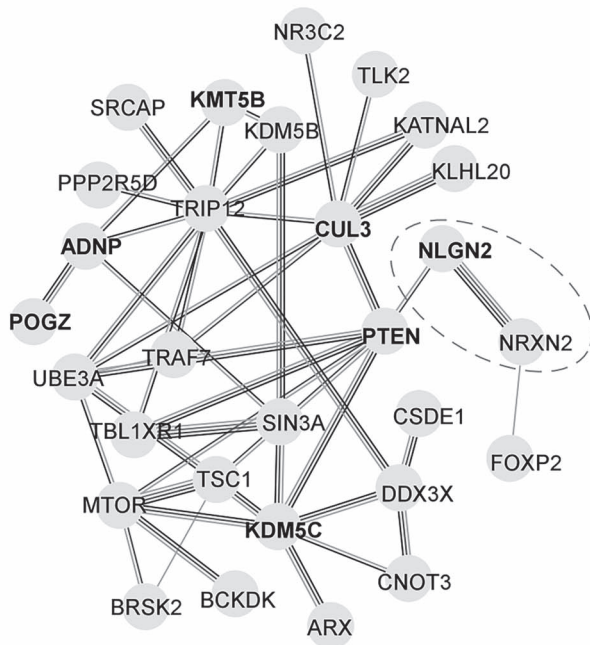 NR3C2
TLK2
KMT5B
SRCAP
KDM5B
KATNAL2
KLHL20
PPP2R5D
TRIP12
CUL3
ADNP
NLGN2
POGZ
PTEN
NRXN2
TRAF7
UBE3A
CSDE1
SIN3A
TBL1XR1
FOXP2
TSC1
DDX3X
MTOR
KDM5C
CNOT3
BCKDK
BRSK2
ARX